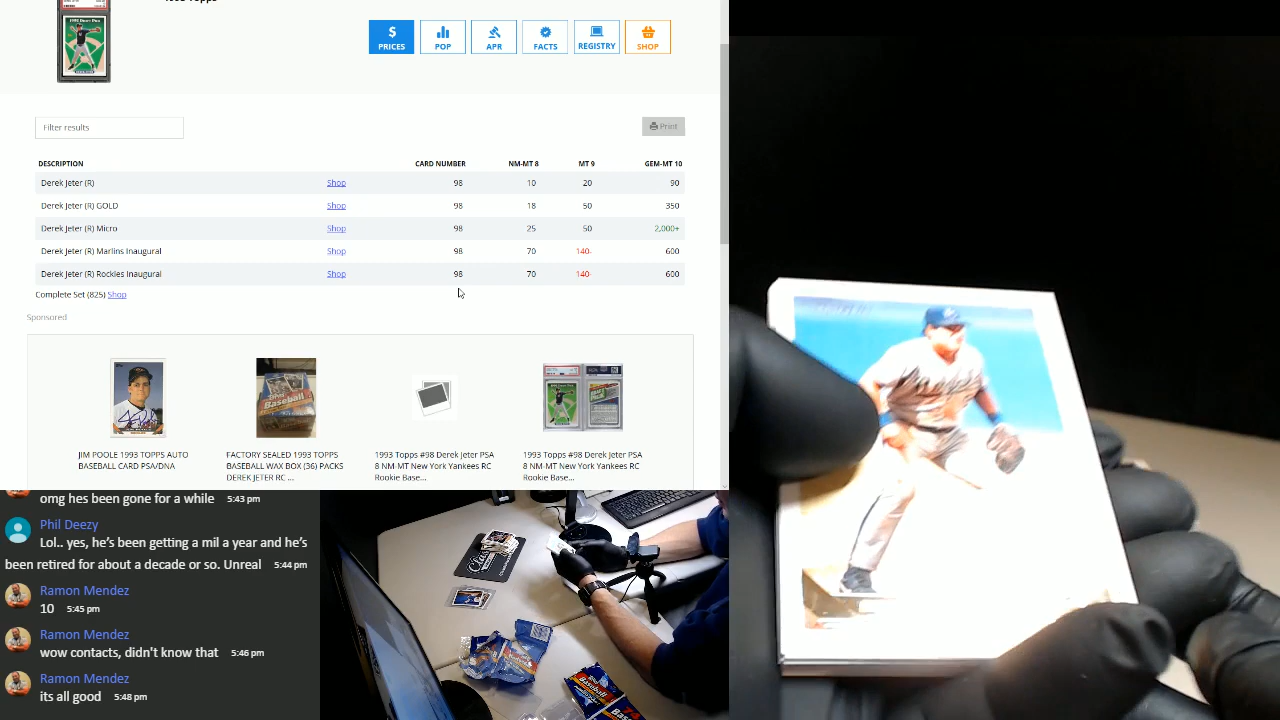 $
PRICES
POP
APR
FACTS
REGISTRY
SHOP
Filter results
Print
DESCRIPTION CARD NUMBER NM-MT 8 MT 9 GEM-MT 10
Derek Jeter (R) Shop 98 10 20 90
Derek Jeter (R) GOLD Shop 98 18 50 350
Derek Jeter (R) Micro Shop 98 25 50 2,000+
Derek Jeter (R) Marlins Inaugural Shop 98 70 140- 600
Derek Jeter (R) Rockies Inaugural Shop 98 70 140- 600
Complete Set (825) Shop
Sponsored
JIM POOLE 1993 TOPPS AUTO
BASEBALL CARD PSA/DNA
FACTORY SEALED 1993 TOPPS
BASEBALL WAX BOX (36) PACKS
DEREK JETER RC ...
1993 Topps #98 Derek Jeter PSA
8 NM-MT New York Yankees RC
Rookie Base...
1993 Topps #98 Derek Jeter PSA
8 NM-MT New York Yankees RC
Rookie Base...
omg hes been gone for a while 5:43 pm
Phil Deezy
Lol.. yes, he's been getting a mil a year and he's
been retired for about a decade or so. Unreal 5:44 pm
Ramon Mendez
10 5:45 pm
Ramon Mendez
wow contacts, didn't know that 5:46 pm
Ramon Mendez
its all good 5:48 pm
Baseball